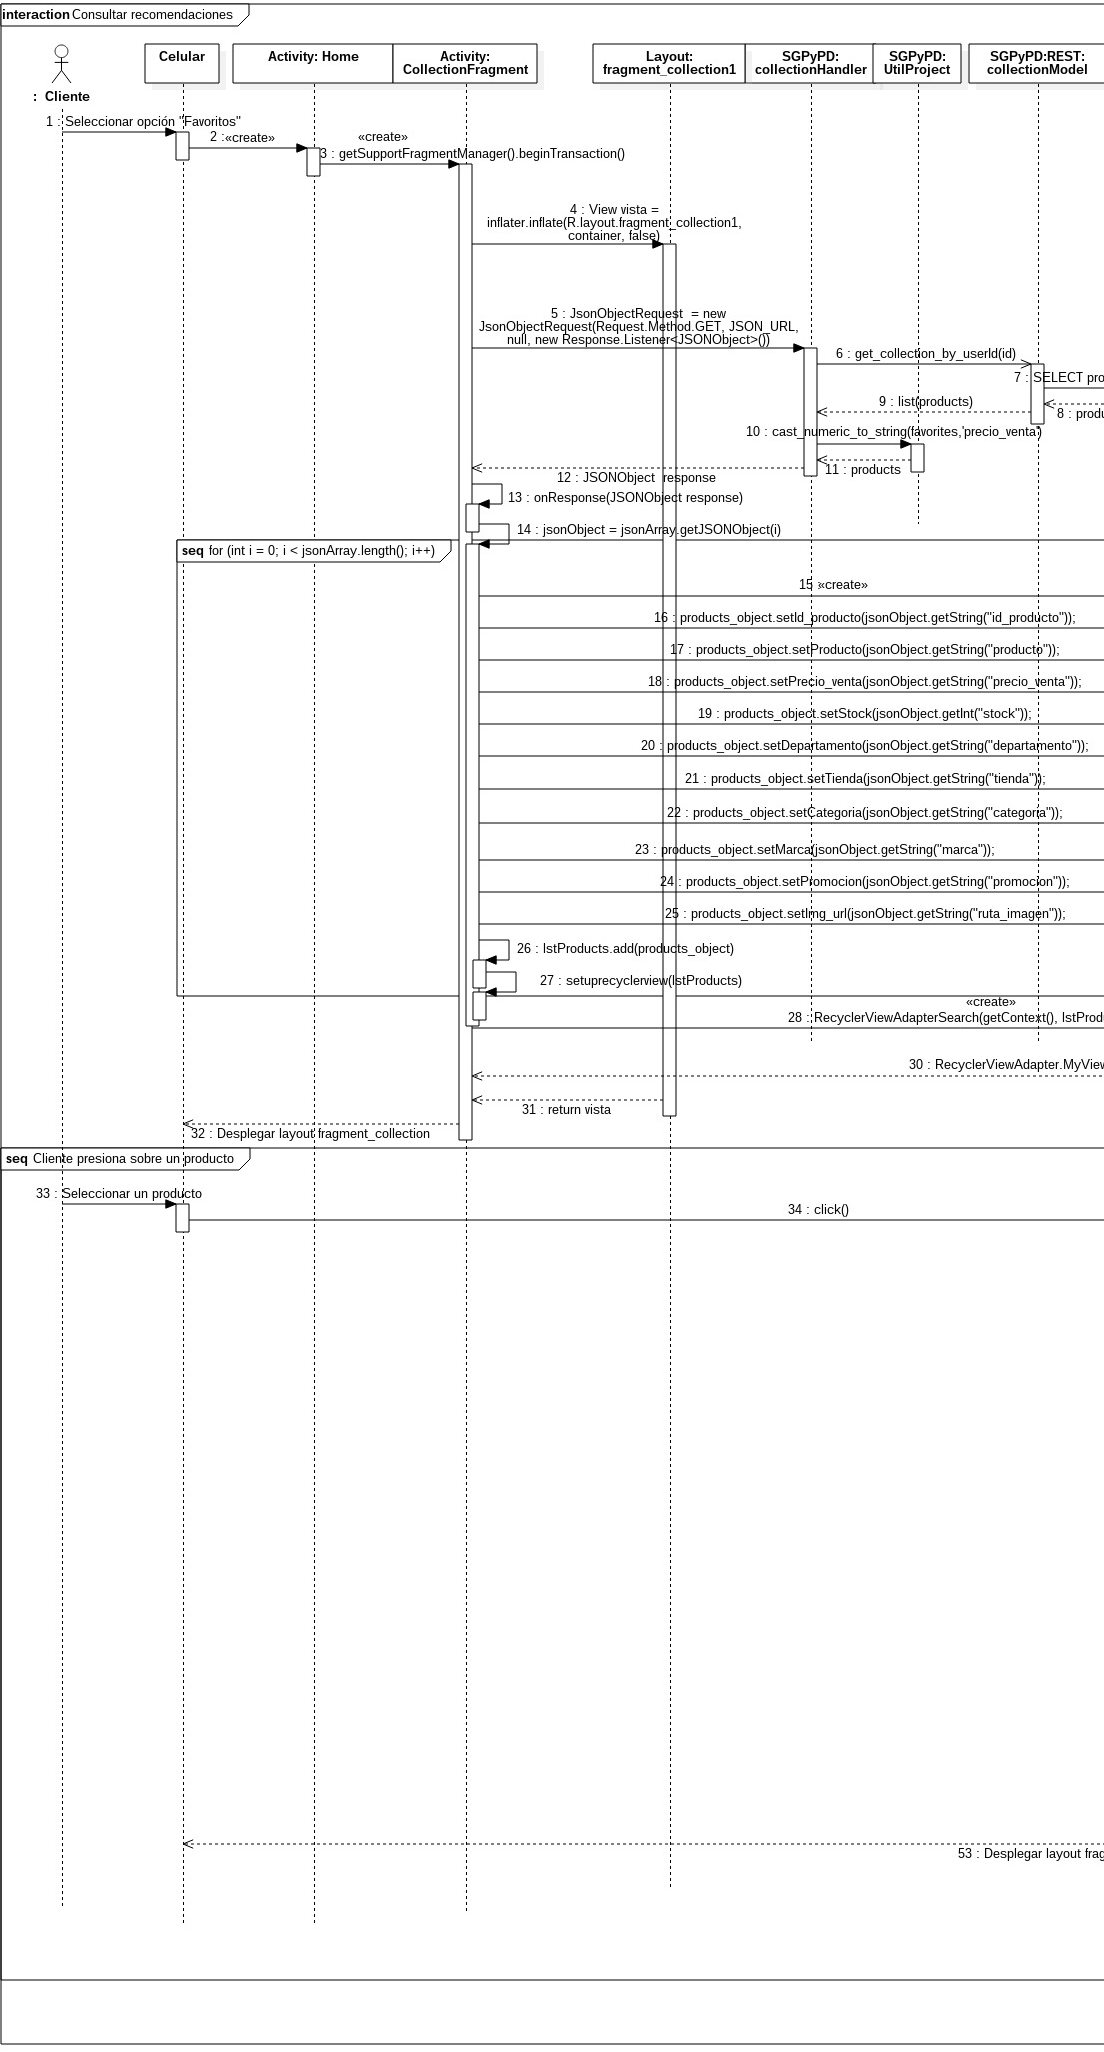 interaction Consultar recomendaciones
Celular
Activity: Home
Activity:
CollectionFragment
Layout:
fragment_collection1
SGPyPD:
collectionHandler
SGPyPD:
UtilProject
SGPyPD:REST:
collectionModel
: Cliente
1 : Seleccionar opción "Favoritos"
2 : «create»
«create»
3 : getSupportFragmentManager().beginTransaction()
4 : View vista =
inflater.inflate(R.layout.fragment_collection1,
container, false)
5 : JsonObjectRequest = new
JsonObjectRequest(Request.Method.GET, JSON_URL,
null, new Response.Listener<JSONObject>())
6 : get_collection_by_userId(id)
7 : SELECT pro
9 : list(products)
8 : produ
10 : cast_numeric_to_string(favorites,'precio_venta')
11 : products
12 : JSONObject response
13 : onResponse(JSONObject response)
14 : jsonObject = jsonArray.getJSONObject(i)
seq for (int i = 0; i < jsonArray.length(); i++)
15 : «create»
16 : products_object.setId_producto(jsonObject.getString("id_producto"));
17 : products_object.setProducto(jsonObject.getString("producto"));
18 : products_object.setPrecio_venta(jsonObject.getString("precio_venta"));
19 : products_object.setStock(jsonObject.getInt("stock"));
20 : products_object.setDepartamento(jsonObject.getString("departamento"));
21 : products_object.setTienda(jsonObject.getString("tienda"));
22 : products_object.setCategoria(jsonObject.getString("categoria"));
23 : products_object.setMarca(jsonObject.getString("marca"));
24 : products_object.setPromocion(jsonObject.getString("promocion"));
25 : products_object.setImg_url(jsonObject.getString("ruta_imagen"));
26 : lstProducts.add(products_object)
27 : setuprecyclerview(lstProducts)
«create»
28 : RecyclerViewAdapterSearch(getContext(), lstProdu
30 : RecyclerViewAdapter.MyView
31 : return vista
32 : Desplegar layout fragment_collection
seq Cliente presiona sobre un producto
33 : Seleccionar un producto
34 : click()
53 : Desplegar layout frag